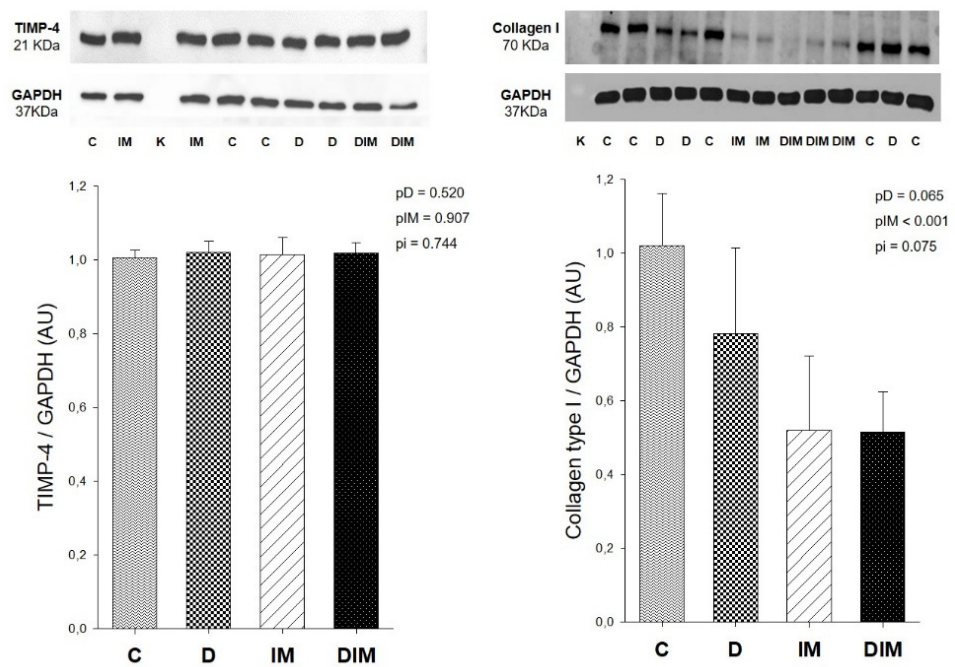 TIMP-4
21 KDa
GAPDH
37KDa
C IM K IM C C D D DIM DIM
1,2
1,0
0,8
0,6
0,4
0,2
0,0
TIMP-4 / GAPDH (AU)
pD = 0.520
pIM = 0.907
pi = 0.744
C D IM DIM
Collagen I
70 KDa
GAPDH
37KDa
K C C D D C IM IM DIM DIM DIM C D C
1,2
1,0
0,8
0,6
0,4
0,2
0,0
Collagen type I / GAPDH (AU)
pD = 0.065
pIM < 0.001
pi = 0.075
C D IM DIM